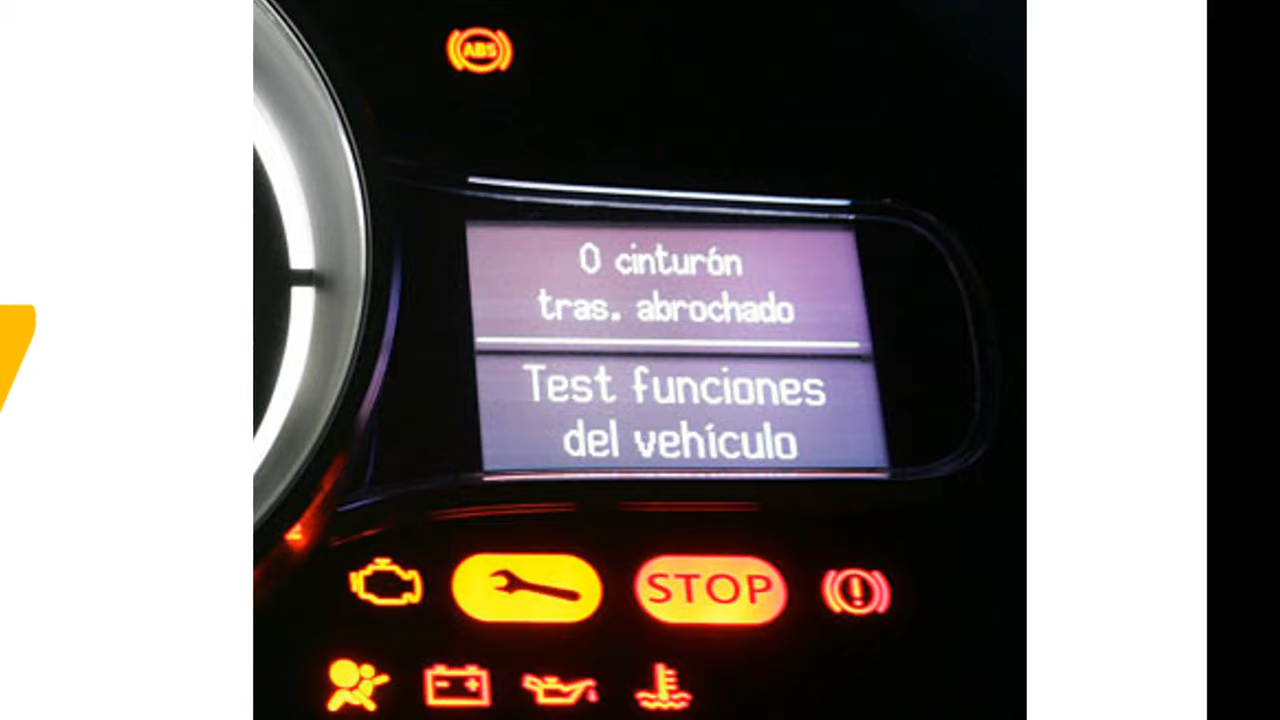 ABS
0 cinturón
tras. abrochado
Test funciones
del vehículo
STOP